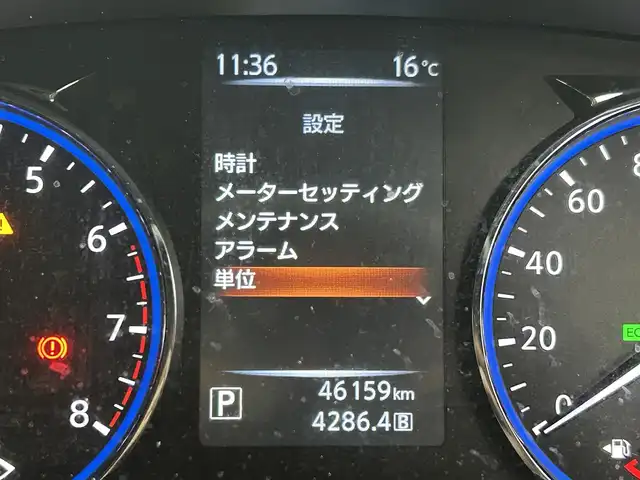 11:36 16°C
設定
時計
メーターセッティング
メンテナンス
アラーム
単位
P 46159km
4286.4 B
5
6
7
8
60
40
20
0